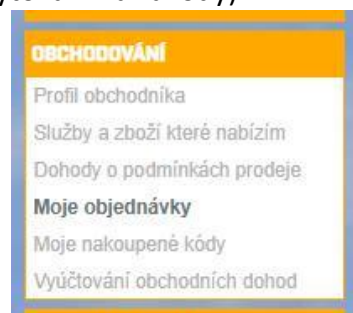 OBCHODOVÁNÍ
Profil obchodníka
Služby a zboží které nabízím
Dohody o podmínkách prodeje
Moje objednávky
Moje nakoupené kódy
Vyúčtování obchodních dohod